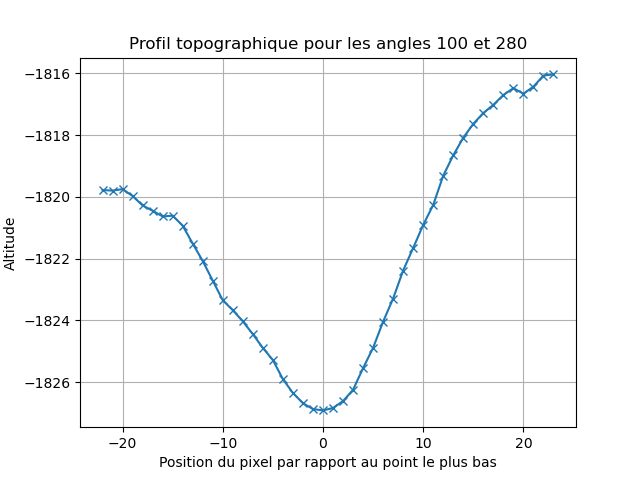 Profil topographique pour les angles 100 et 280
−1816
−1818
−1820
−1822
−1824
−1826
Altitude
−20 −10 0 10 20
Position du pixel par rapport au point le plus bas